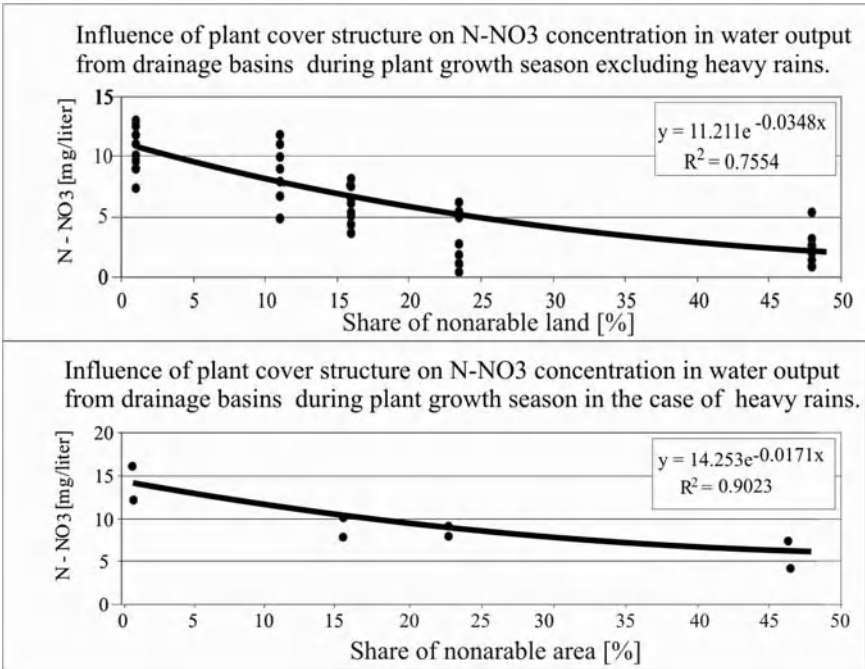 Influence of plant cover structure on N-NO3 concentration in water output
from drainage basins during plant growth season excluding heavy rains.
15
10
5
0
N - NO3 [mg/liter]
y = 11.211e^-0.0348x
R² = 0.7554
0 5 10 15 20 25 30 35 40 45 50
Share of nonarable land [%]
Influence of plant cover structure on N-NO3 concentration in water output
from drainage basins during plant growth season in the case of heavy rains.
20
15
10
5
0
N - NO3 [mg/liter]
y = 14.253e^-0.0171x
R² = 0.9023
0 5 10 15 20 25 30 35 40 45 50
Share of nonarable area [%]